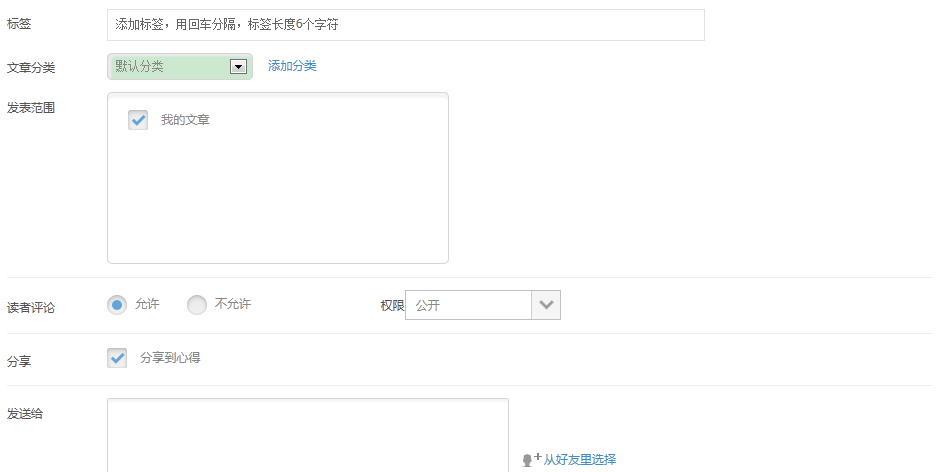 标签 添加标签，用回车分隔，标签长度6个字符
文章分类 默认分类 添加分类
发表范围 我的文章
读者评论 允许 不允许 权限 公开
分享 分享到心得
发送给
从好友里选择